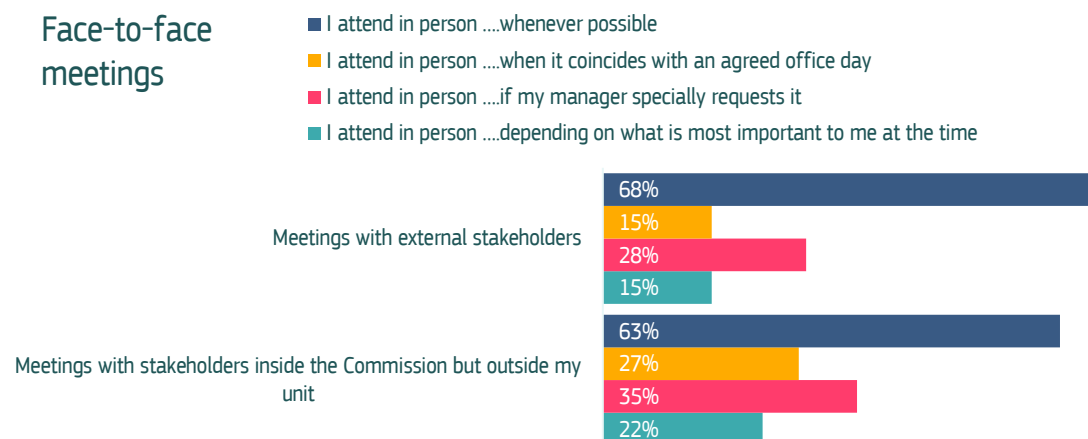 Face-to-face
meetings
I attend in person ....whenever possible
I attend in person ....when it coincides with an agreed office day
I attend in person ....if my manager specially requests it
I attend in person ....depending on what is most important to me at the time
Meetings with external stakeholders
68%
15%
28%
15%
Meetings with stakeholders inside the Commission but outside my
unit
63%
27%
35%
22%